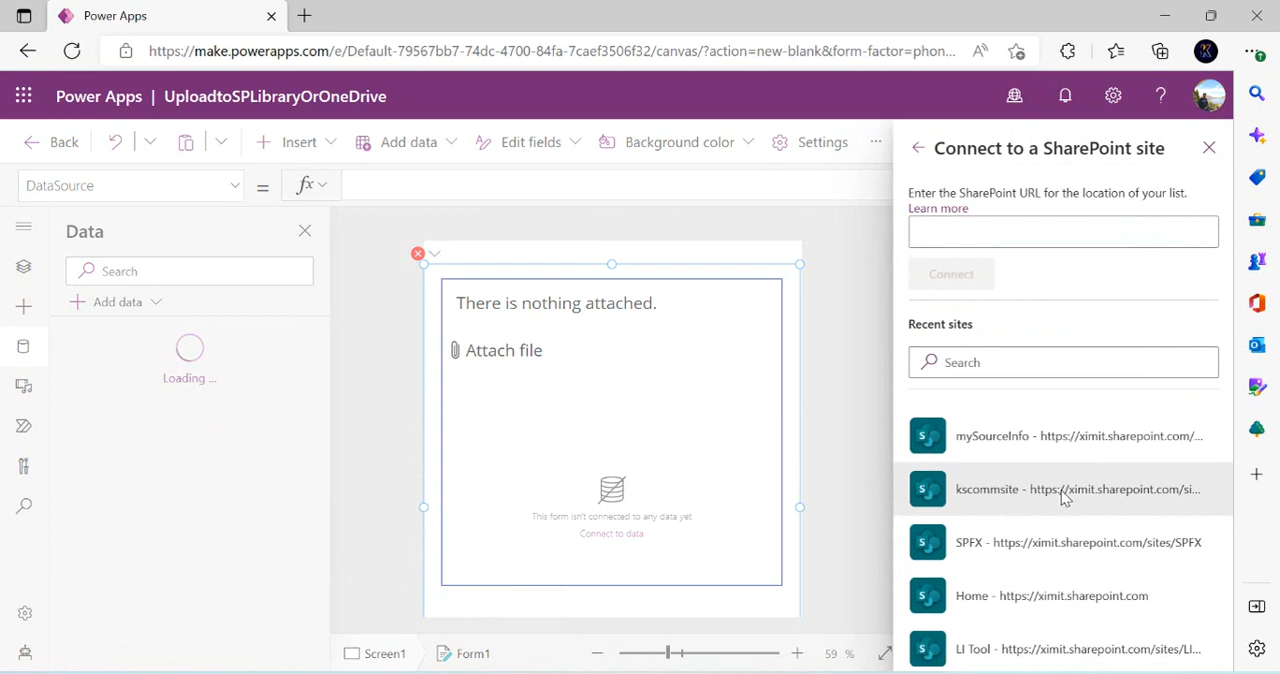 Power Apps
https://make.powerapps.com/e/Default-79567bb7-74dc-4700-84fa-7caef3506f32/canvas/?action=new-blank&form-factor=phon...
Power Apps | UploadtoSPLibraryOrOneDrive
Back
Insert
Add data
Edit fields
Background color
Settings
DataSource
=
fx
Data
Search
Add data
Loading ...
There is nothing attached.
Attach file
This form isn't connected to any data yet
Connect to data
Screen1
Form1
59 %
Connect to a SharePoint site
Enter the SharePoint URL for the location of your list.
Learn more
Connect
Recent sites
Search
mySourceInfo - https://ximit.sharepoint.com/...
kscommsite - https://ximit.sharepoint.com/si...
SPFX - https://ximit.sharepoint.com/sites/SPFX
Home - https://ximit.sharepoint.com
LI Tool - https://ximit.sharepoint.com/sites/LI...